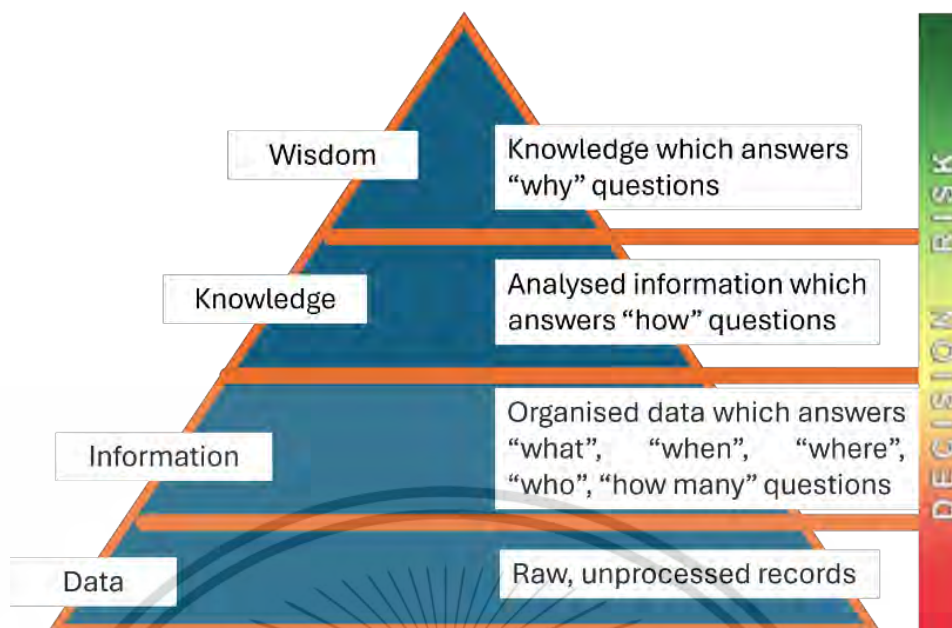 Wisdom
Knowledge which answers
“why” questions
Knowledge
Analysed information which
answers “how” questions
Information
Organised data which answers
“what”, “when”, “where”,
“who”, “how many” questions
Data
Raw, unprocessed records
DECISION RISK